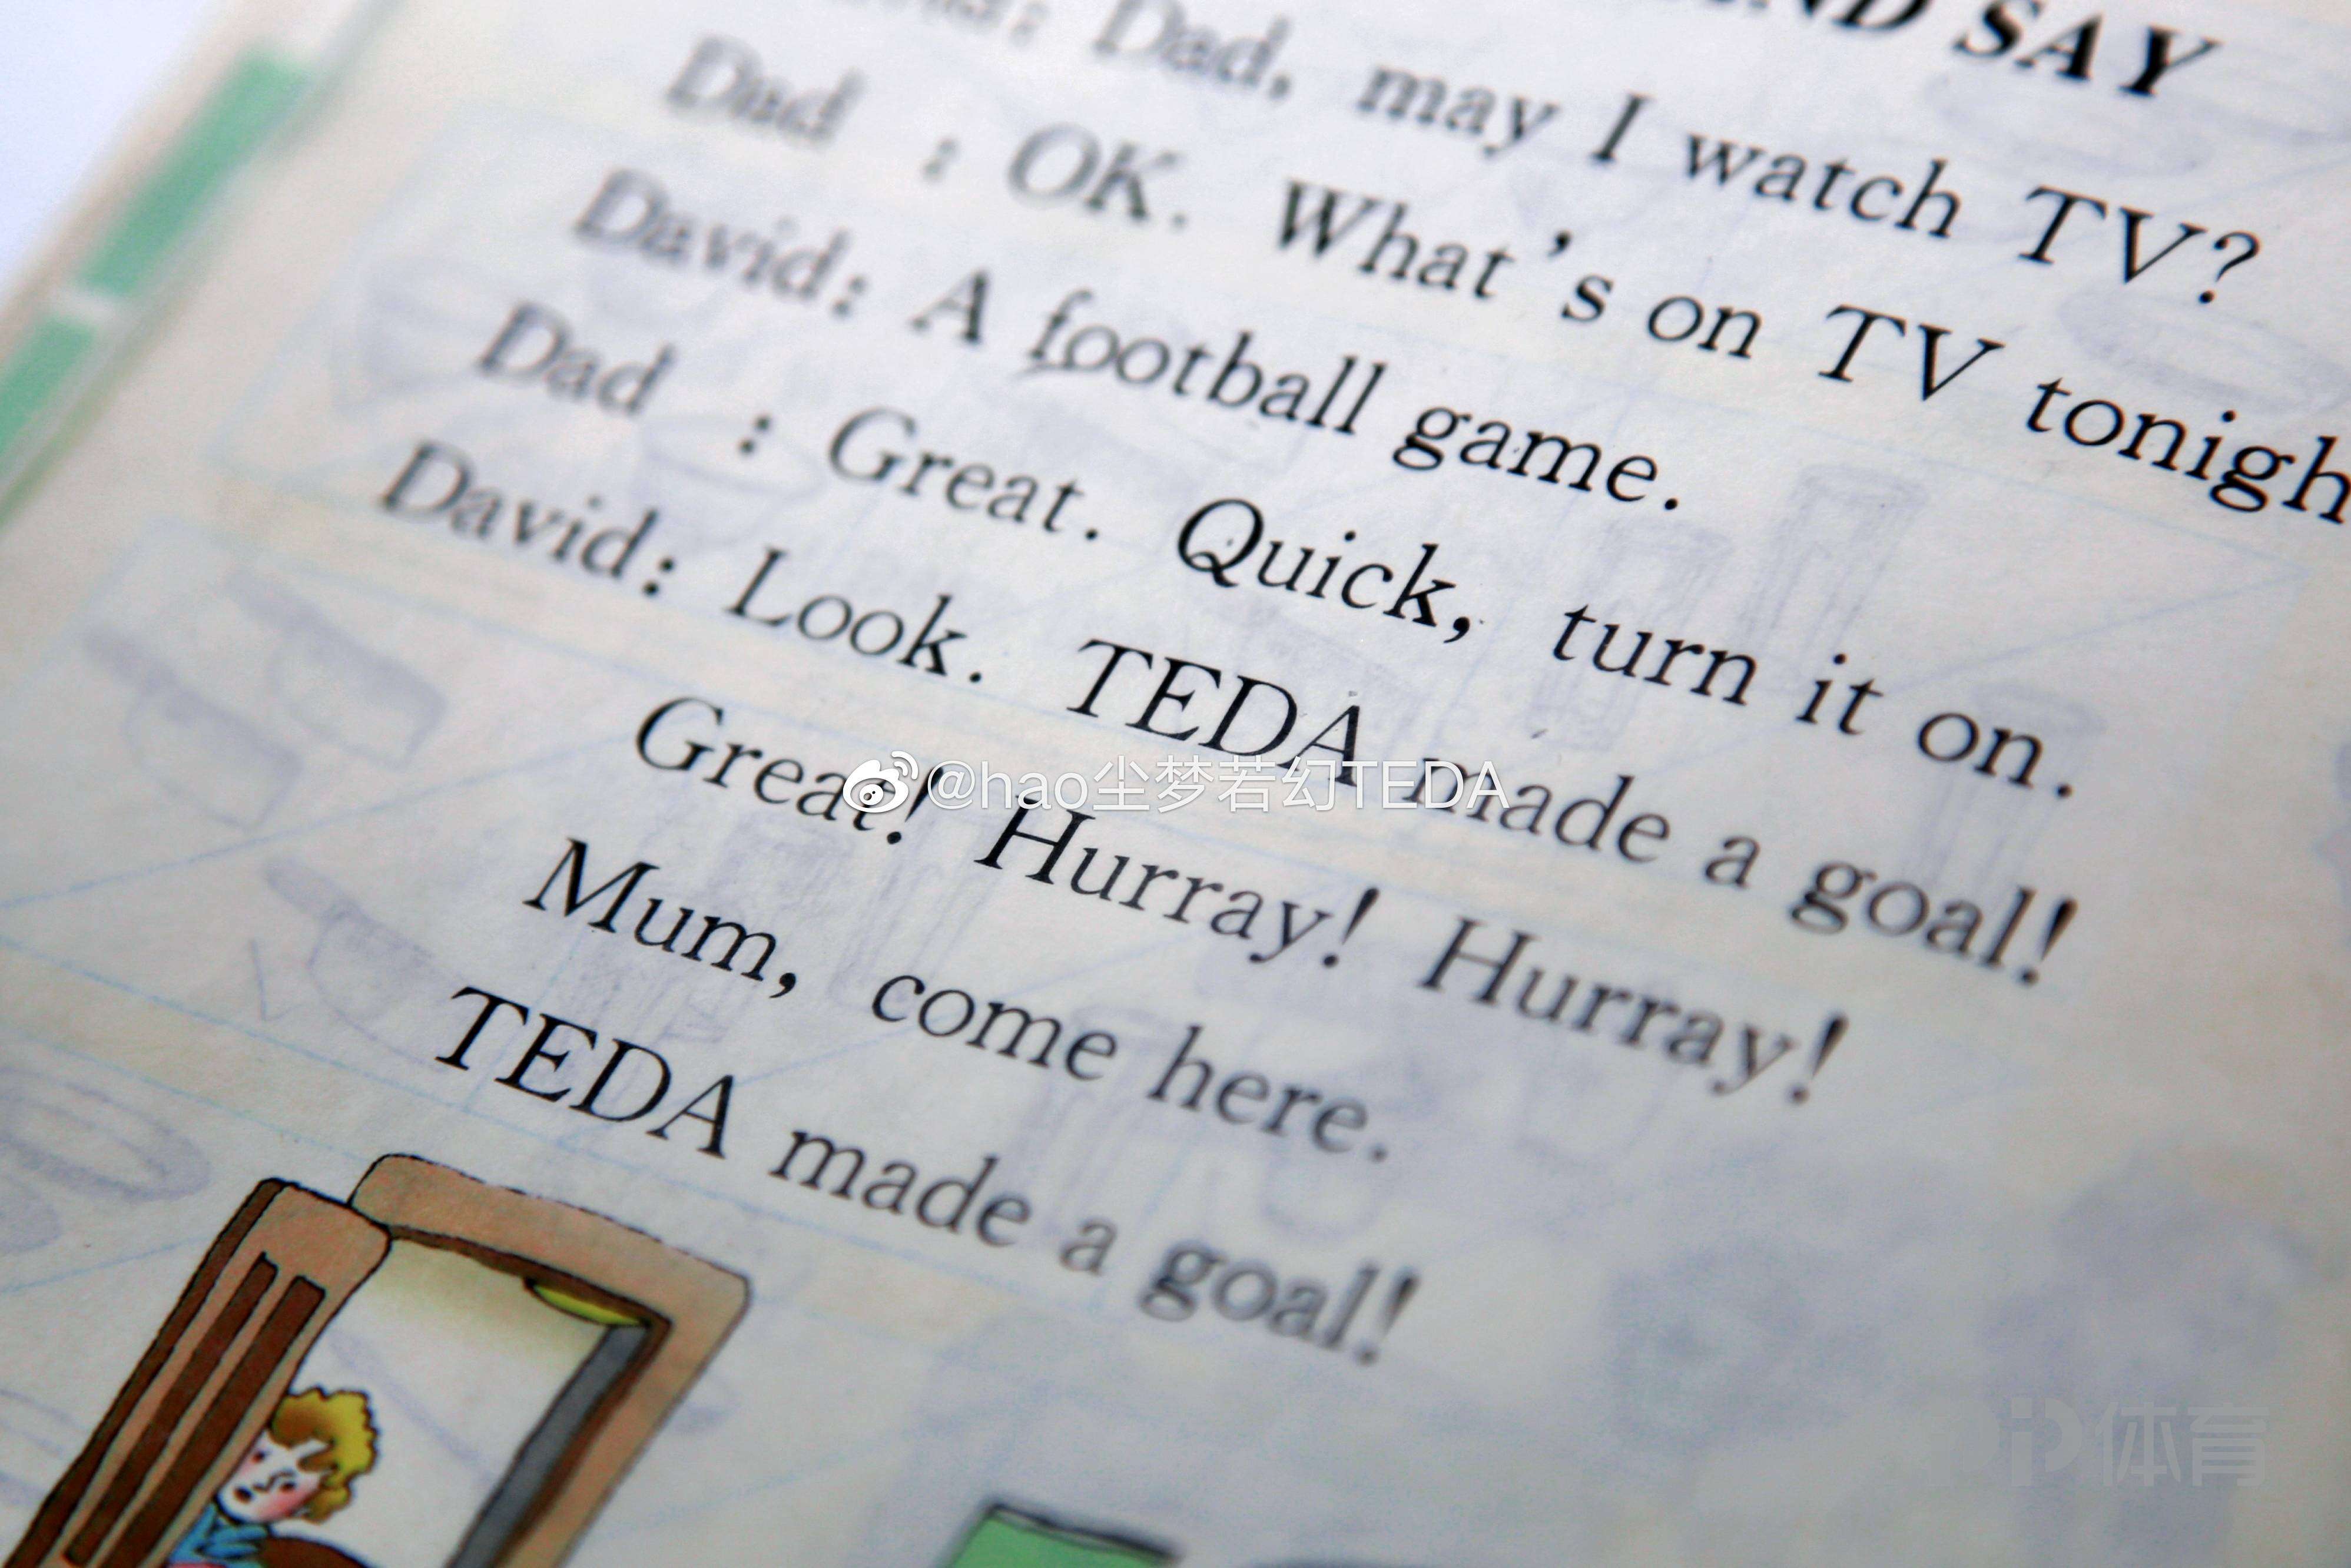 AND SAY
Dad, may I watch TV?
Dad : OK. What's on TV
David: A football game.
Dad : Great. Quick, turn it on.
David: Look. TEDA made a goal!
Great! Hurray! Hurray!
Mum, come here.
TEDA made a goal!
@hao尘梦若幻TEDA
体育